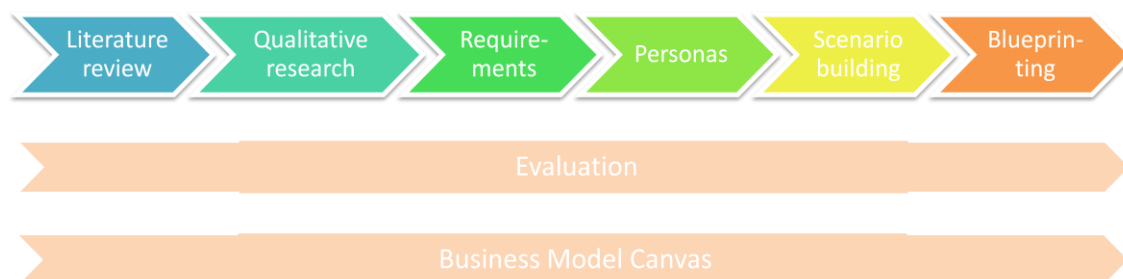 Literature
review
Qualitative
research
Require-
ments
Personas
Scenario
building
Blueprin-
ting
Evaluation
Business Model Canvas